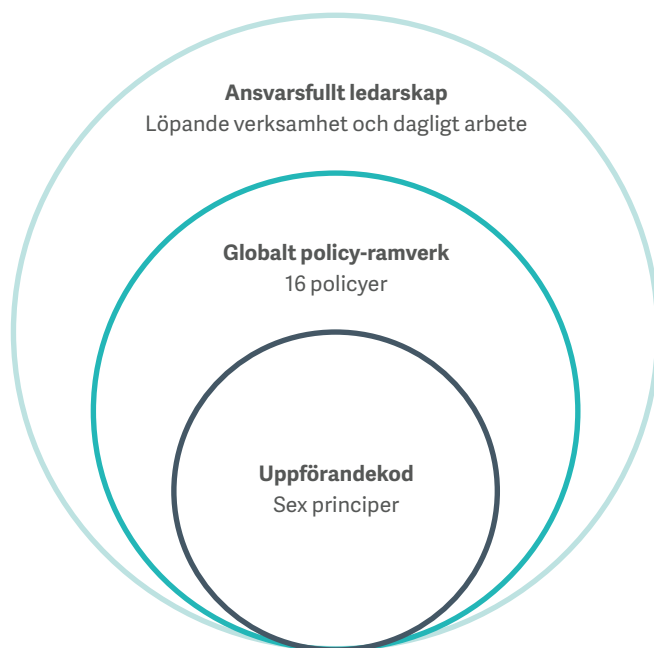 Ansvarsfullt ledarskap
Löpande verksamhet och dagligt arbete
Globalt policy-ramverk
16 policyer
Uppförandekod
Sex principer